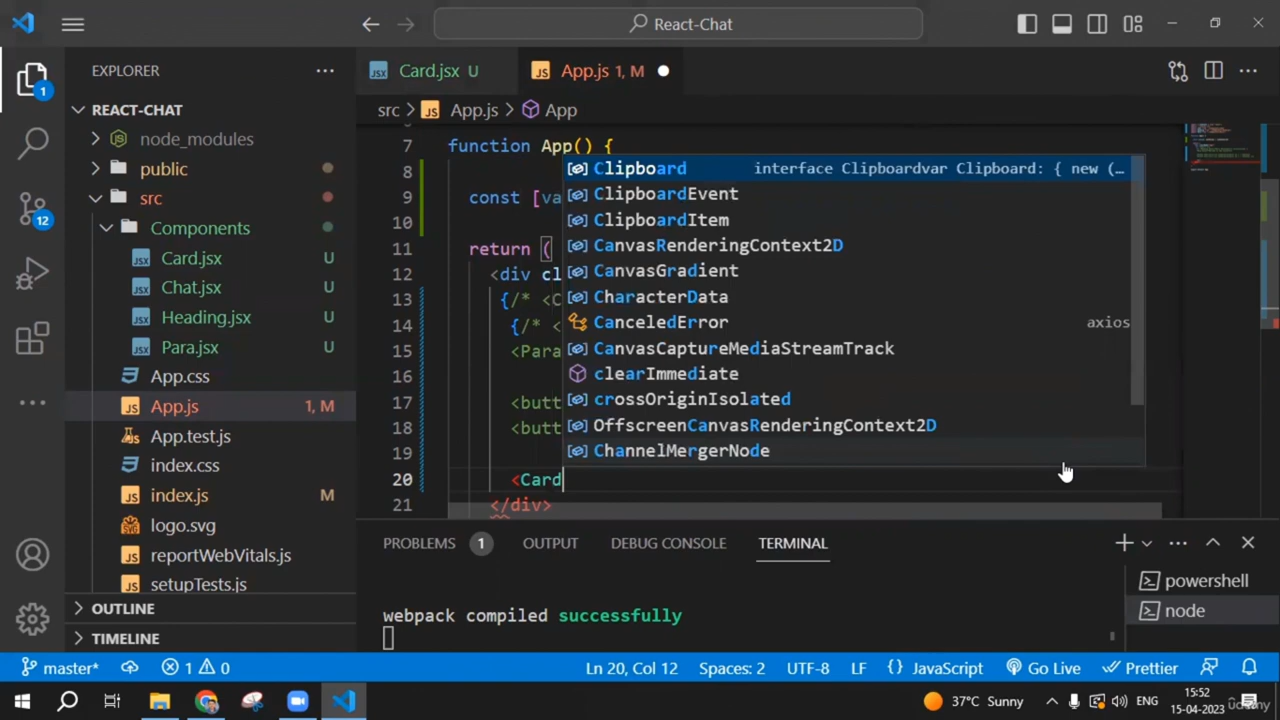 React-Chat
EXPLORER
Card.jsx U
App.js 1, M
REACT-CHAT
src > App.js > App
node_modules
public
src
Components
Card.jsx U
Chat.jsx U
Heading.jsx U
Para.jsx U
App.css
App.js 1, M
App.test.js
index.css
index.js M
logo.svg
reportWebVitals.js
setupTests.js
OUTLINE
TIMELINE
7 function App() {
8
9 const [va
10
11 return (
12 <div cl
13 {/* <C
14 {/* <
15 <Para
16
17 <butt
18 <butt
19
20 <Card
21 </div>
Clipboard interface Clipboardvar Clipboard: { new (…
ClipboardEvent
ClipboardItem
CanvasRenderingContext2D
CanvasGradient
CharacterData
CanceledError axios
CanvasCaptureMediaStreamTrack
clearImmediate
crossOriginIsolated
OffscreenCanvasRenderingContext2D
ChannelMergerNode
PROBLEMS 1 OUTPUT DEBUG CONSOLE TERMINAL
webpack compiled successfully
powershell
node
1
12
master* 1 0 Ln 20, Col 12 Spaces: 2 UTF-8 LF {} JavaScript Go Live Prettier
37°C Sunny ENG 15:52
15-04-2023
udemy